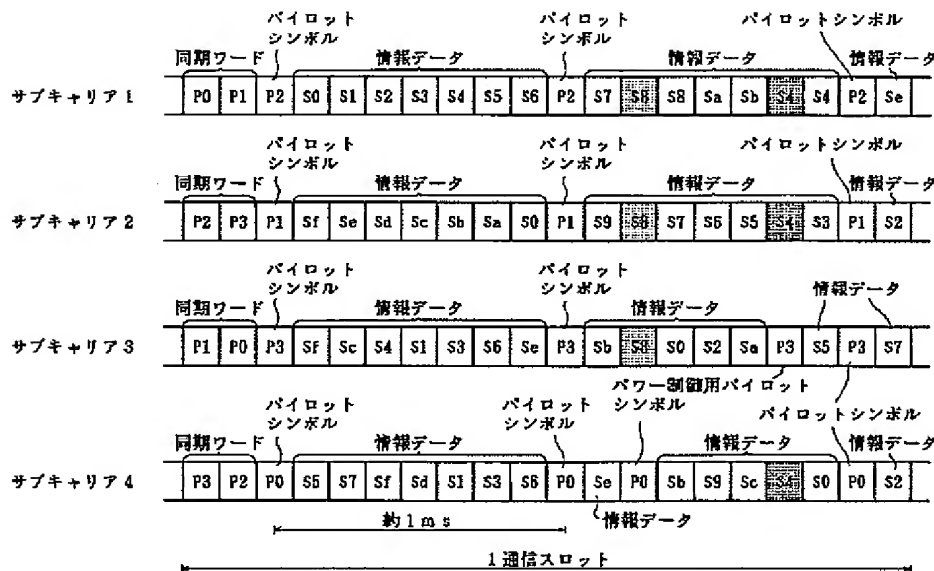 パイロット シンボル パイロット シンボル パイロットシンボル
同期ワード 情報データ 情報データ 情報データ
サブキャリア1 P0 P1 P2 S0 S1 S2 S3 S4 S5 S6 P2 S7 S8 Sa Sb S4 P2 Se
パイロット シンボル パイロット シンボル パイロットシンボル
同期ワード 情報データ 情報データ 情報データ
サブキャリア2 P2 P3 P1 Sf Se Sd Sc Sb Sa S0 P1 S9 S7 S6 S5 S4 S3 P1 S2
パイロット シンボル パイロット シンボル
同期ワード 情報データ 情報データ 情報データ
サブキャリア3 P1 P0 P3 Sf Sc S4 S1 S3 S6 Se P3 Sb S8 S0 S2 Sa P3 S5 P3 S7
パワー制御用パイロット シンボル
パイロット シンボル パイロット シンボル パイロットシンボル
同期ワード 情報データ 情報データ 情報データ
サブキャリア4 P3 P2 P0 S5 S7 Sf Sd S1 S3 S6 P0 Se P0 Sb S9 Sc S4 S0 P0 S2
約1ms 情報データ
1通信スロット